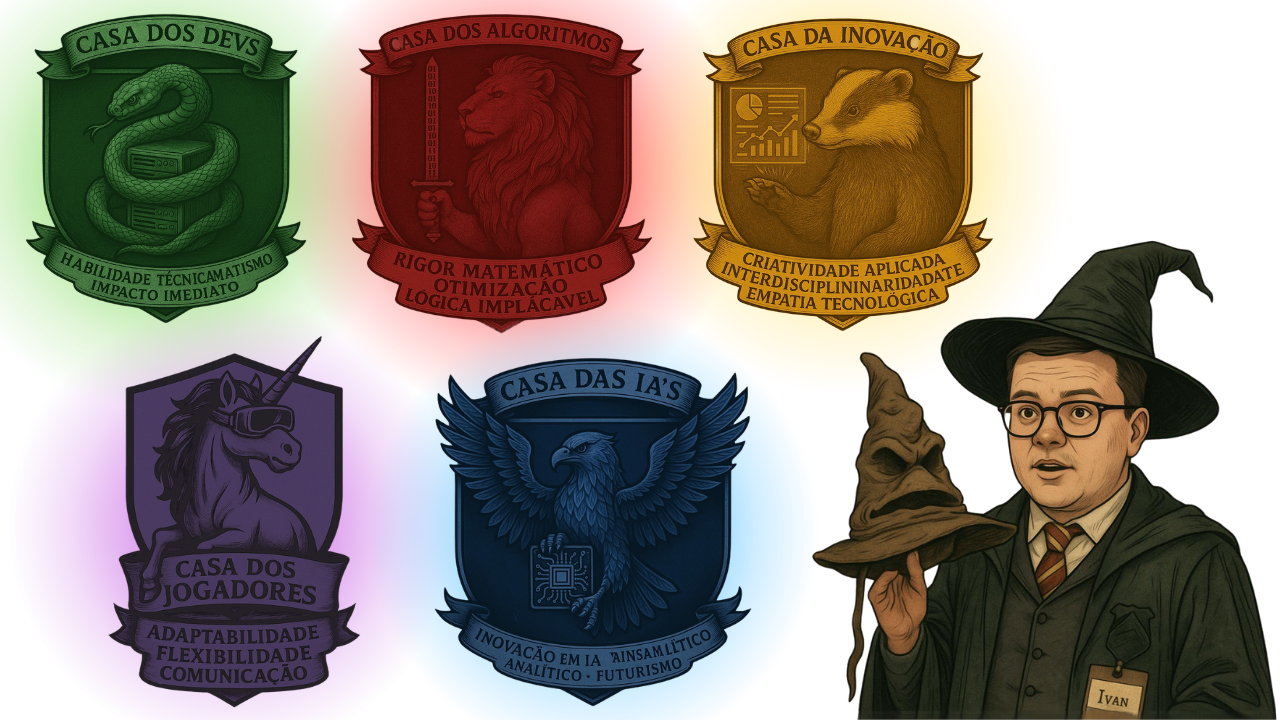 CASA DOS DEVS
HABILIDADE TÉCNICAMATISMO
IMPACTO IMEDIATO
CASA DOS ALGORITMOS
RIGOR MATEMÁTICO
OTIMIZAÇÃO
LÓGICA IMPLÁCAVEL
CASA DA INOVAÇÃO
CRIATIVIDADE APLICADA
INTERDISCIPLININARIDADATE
EMPATIA TECNOLÓGICA
CASA DOS
JOGADORES
ADAPTABILIDADE
FLEXIBILIDADE
COMUNICAÇÃO
CASA DAS IA'S
INOVAÇÃO EM IA
ANALÍTICO · FUTURISMO
IVAN